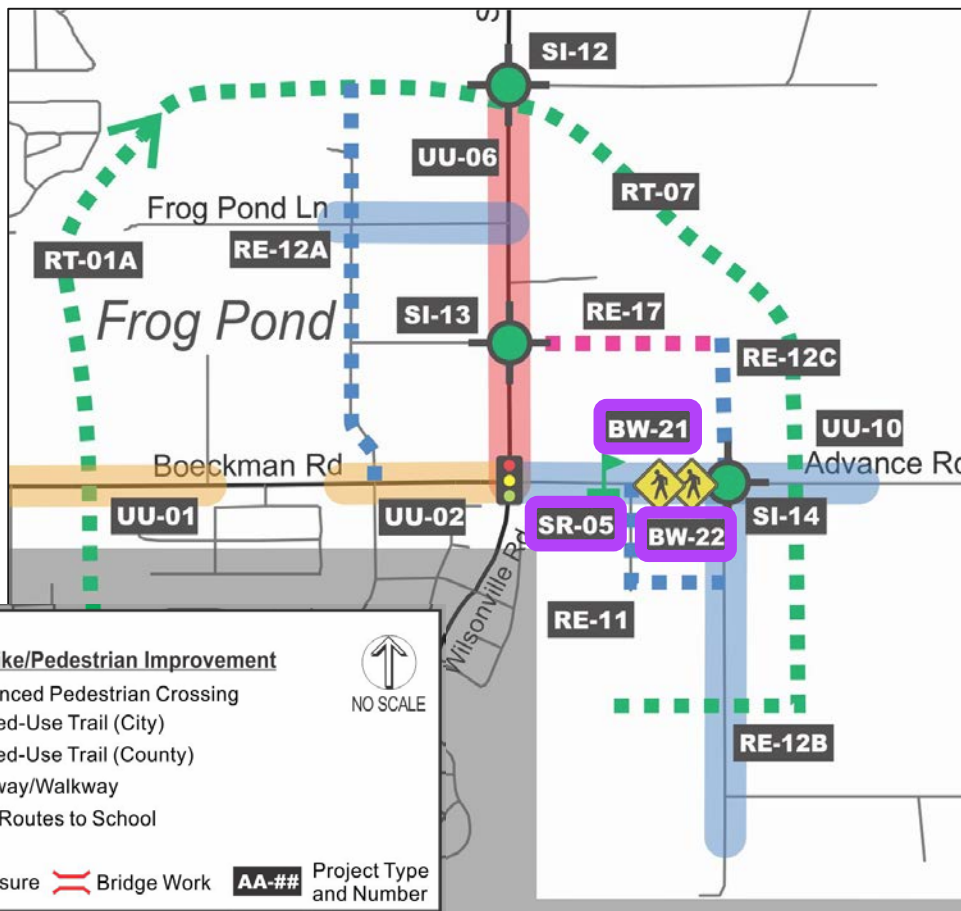 S
SI-12
UU-06
RT-07
Frog Pond Ln
RE-12A
RT-01A
Frog Pond
SI-13
RE-17
RE-12C
BW-21
UU-10
Boeckman Rd
Advance Rd
UU-01
UU-02
SR-05
BW-22
SI-14
Wilsonville Rd
RE-11
RE-12B
ike/Pedestrian Improvement
NO SCALE
nced Pedestrian Crossing
ed-Use Trail (City)
ed-Use Trail (County)
way/Walkway
Routes to School
sure
Bridge Work
AA-##
Project Type
and Number